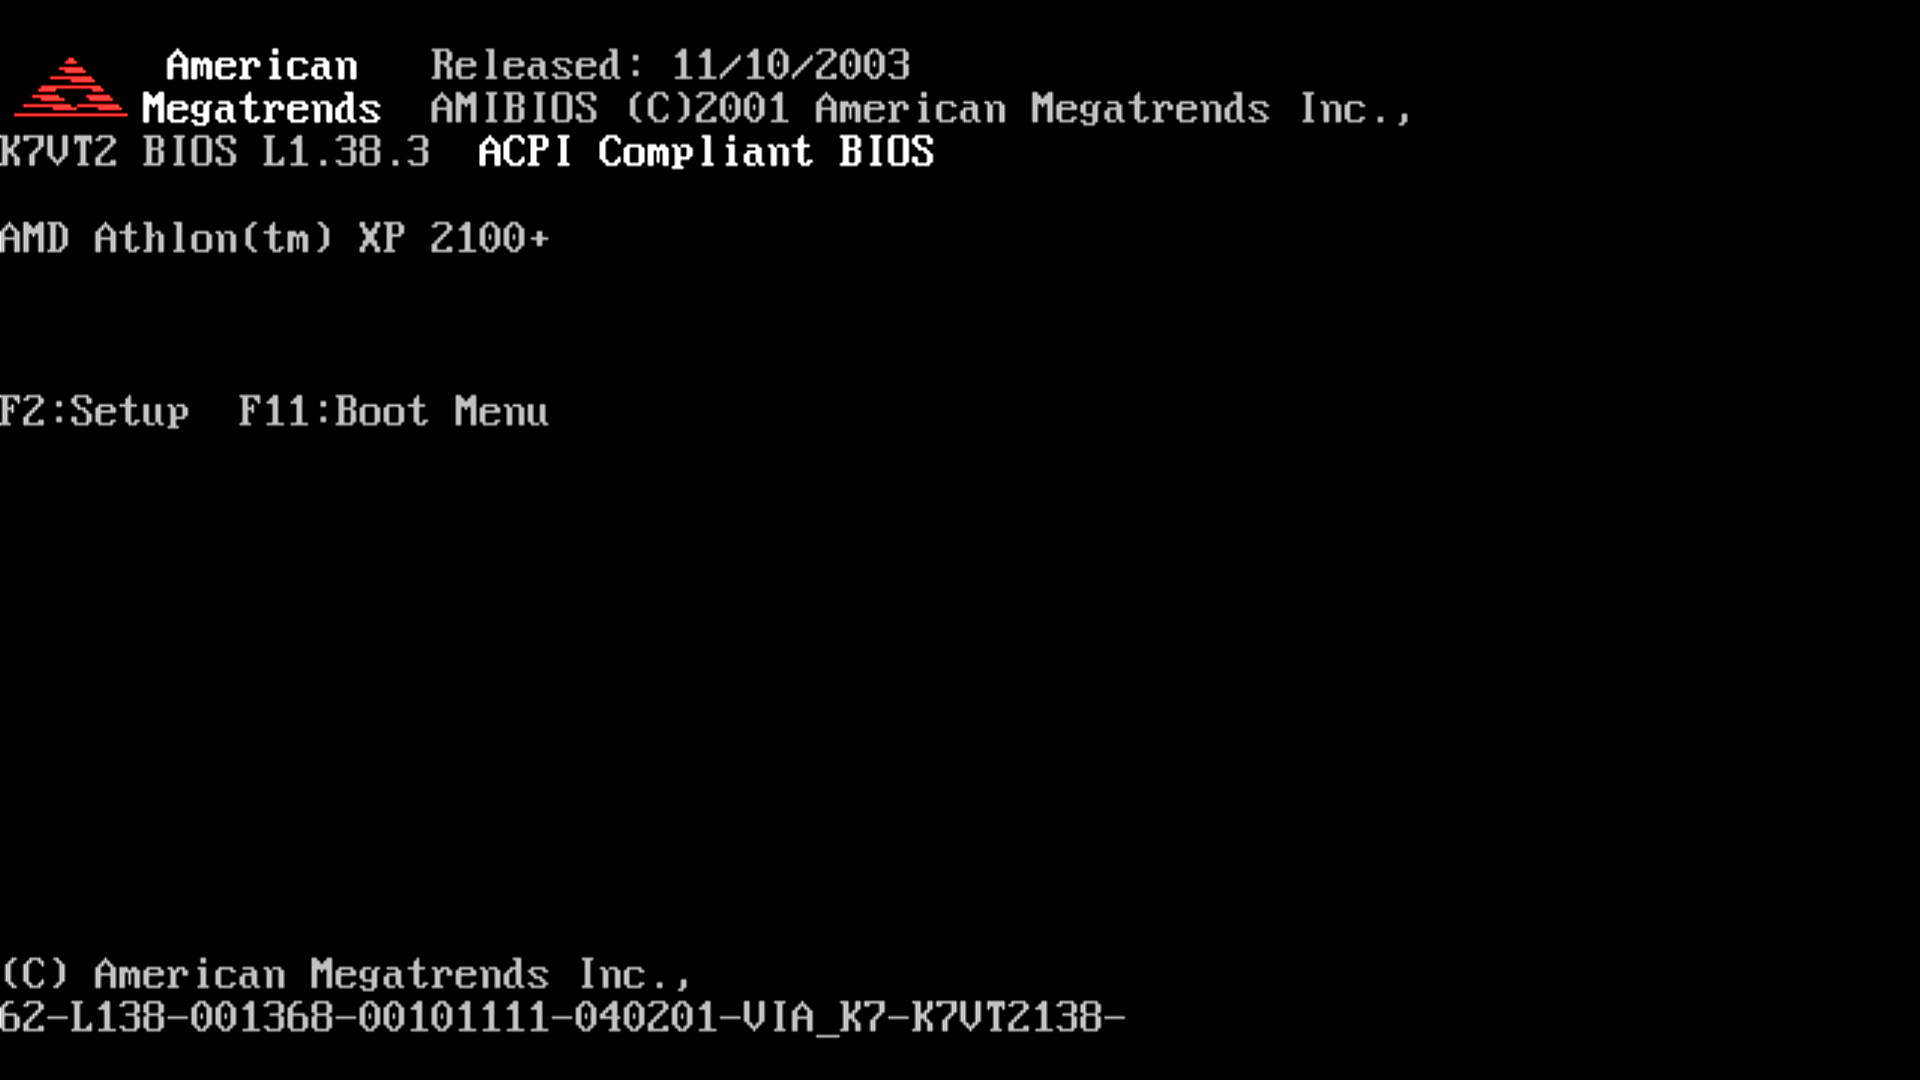 American Released: 11/10/2003
Megatrends AMIBIOS (C)2001 American Megatrends Inc.,
K7VT2 BIOS L1.38.3 ACPI Compliant BIOS
AMD Athlon(tm) XP 2100+
F2:Setup F11:Boot Menu
(C) American Megatrends Inc.,
62-L138-001368-00101111-040201-VIA_K7-K7VT2138-